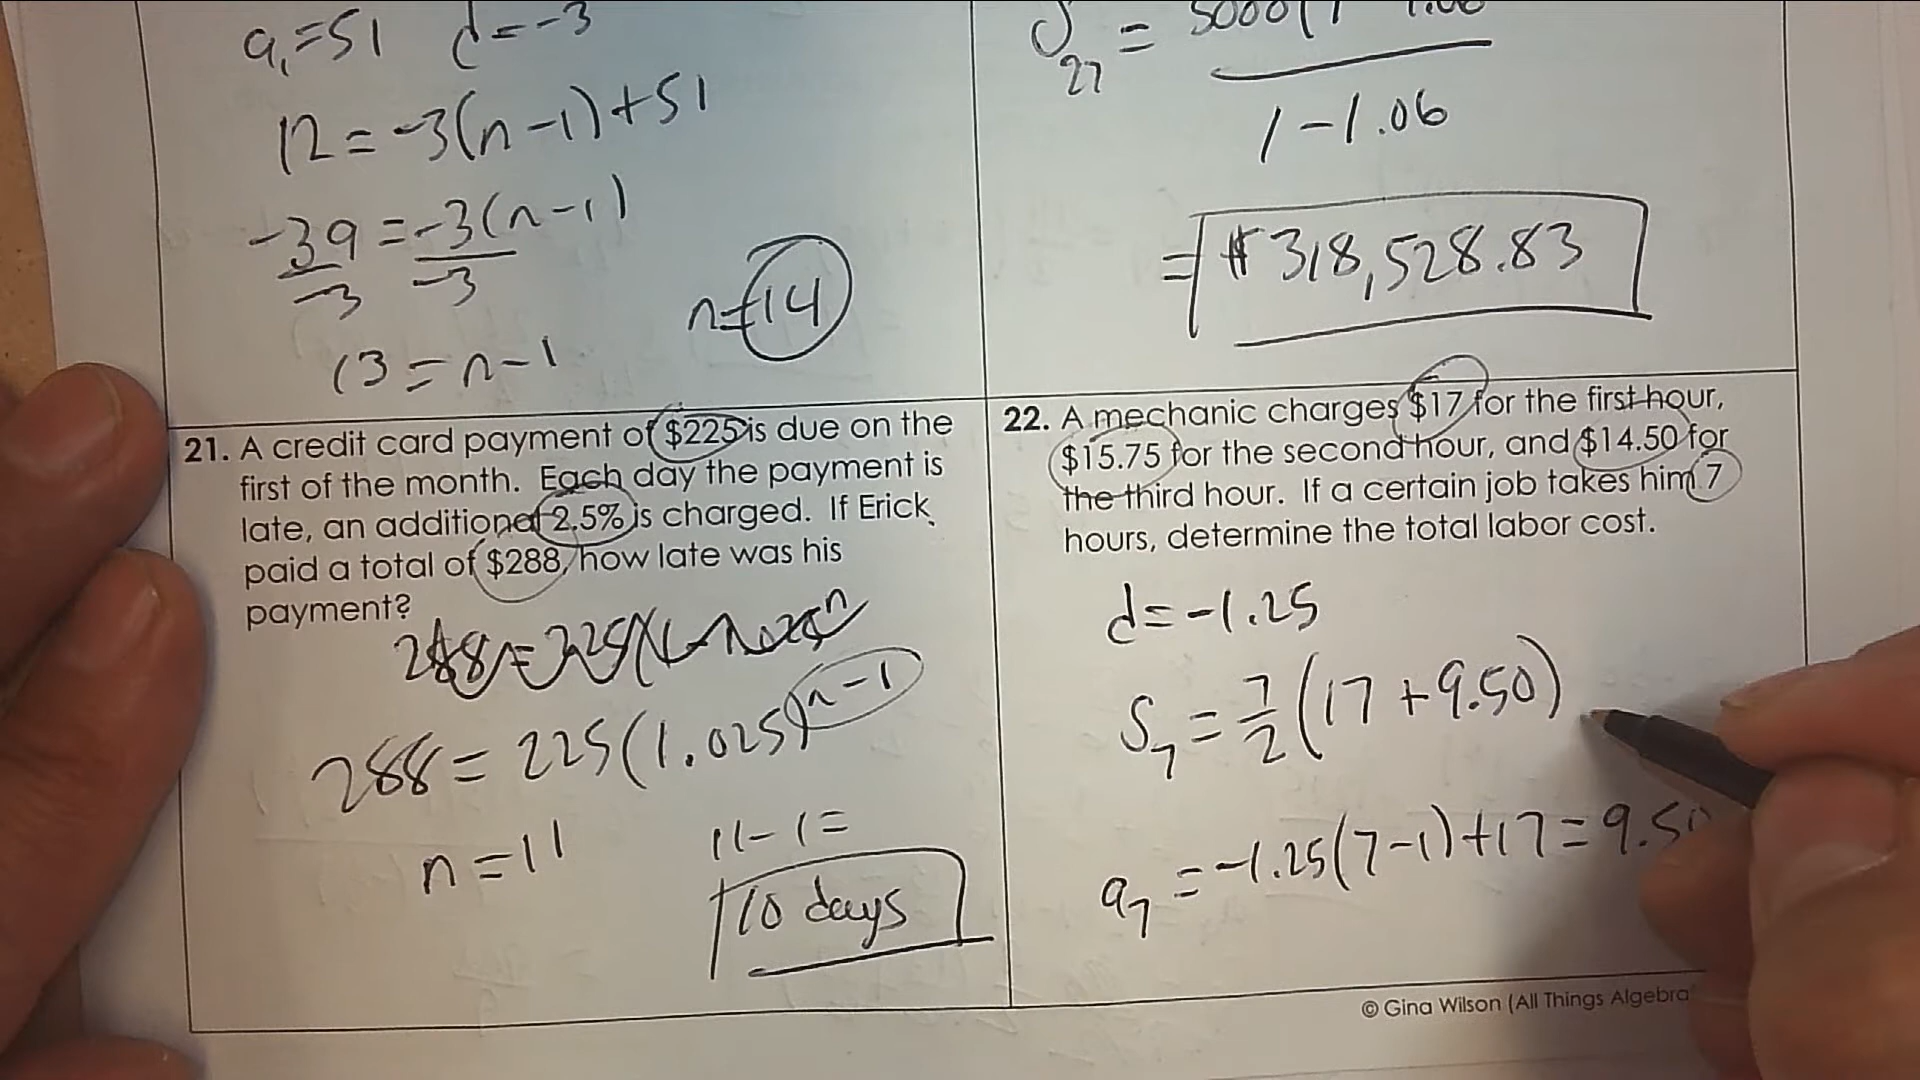 a₁=51 d=-3
12=-3(n-1)+51
-39=-3(n-1)
-3 -3
13=n-1
n=14
S₂₇ = 5000(1-1.06
1-1.06
=$318,528.83
21. A credit card payment of $225 is due on the
first of the month. Each day the payment is
late, an additional 2.5% is charged. If Erick
paid a total of $288, how late was his
payment?
288=225(1.025)ⁿ⁻¹
n=11
11-1=
10 days
22. A mechanic charges $17 for the first hour,
$15.75 for the second hour, and $14.50 for
the third hour. If a certain job takes him 7
hours, determine the total labor cost.
d=-1.25
S₇=7/2(17+9.50)
a₇=-1.25(7-1)+17=9.50
© Gina Wilson (All Things Algebra